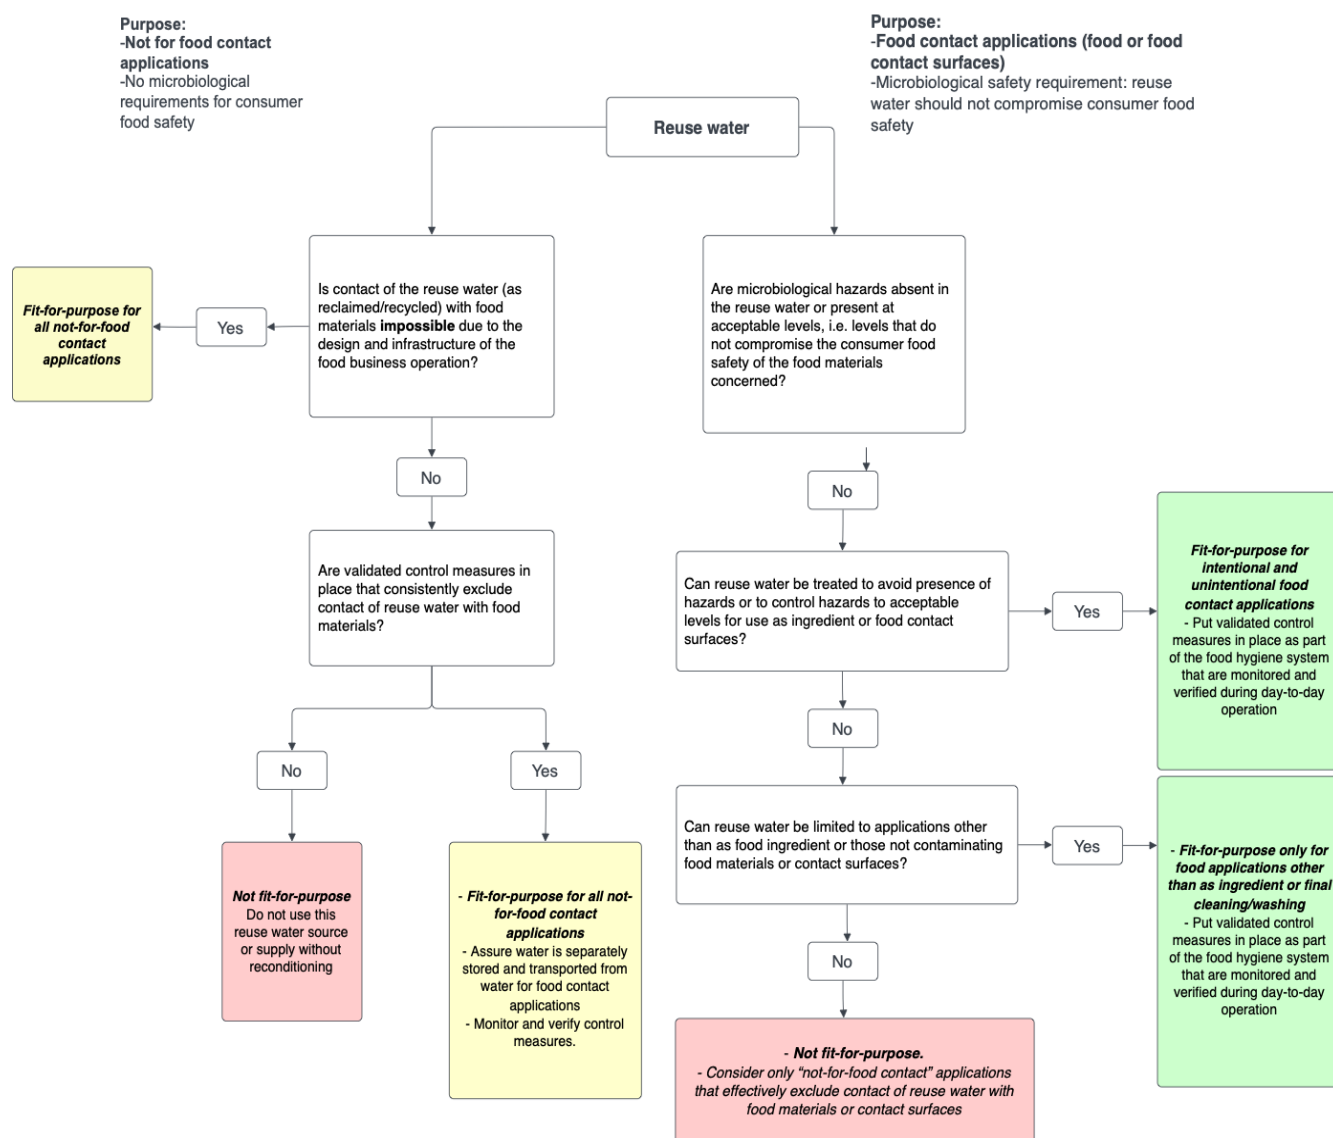 Purpose:
-Not for food contact
applications
-No microbiological
requirements for consumer
food safety
Purpose:
-Food contact applications (food or food
contact surfaces)
-Microbiological safety requirement: reuse
water should not compromise consumer food
safety
Reuse water
Is contact of the reuse water (as
reclaimed/recycled) with food
materials impossible due to the
design and infrastructure of the
food business operation?
Yes
Fit-for-purpose for
all not-for-food
contact
applications
No
Are validated control measures in
place that consistently exclude
contact of reuse water with food
materials?
No
Not fit-for-purpose
Do not use this
reuse water source
or supply without
reconditioning
Yes
- Fit-for-purpose for all not-
for-food contact
applications
- Assure water is separately
stored and transported from
water for food contact
applications
- Monitor and verify control
measures.
Are microbiological hazards absent in
the reuse water or present at
acceptable levels, i.e. levels that do
not compromise the consumer food
safety of the food materials
concerned?
No
Can reuse water be treated to avoid presence of
hazards or to control hazards to acceptable
levels for use as ingredient or food contact
surfaces?
Yes
Fit-for-purpose for
intentional and
unintentional food
contact applications
- Put validated control
measures in place as part
of the food hygiene system
that are monitored and
verified during day-to-day
operation
No
Can reuse water be limited to applications other
than as food ingredient or those not contaminating
food materials or contact surfaces?
Yes
- Fit-for-purpose only for
food applications other
than as ingredient or final
cleaning/washing
- Put validated control
measures in place as part
of the food hygiene system
that are monitored and
verified during day-to-day
operation
No
- Not fit-for-purpose.
- Consider only “not-for-food contact” applications
that effectively exclude contact of reuse water with
food materials or contact surfaces